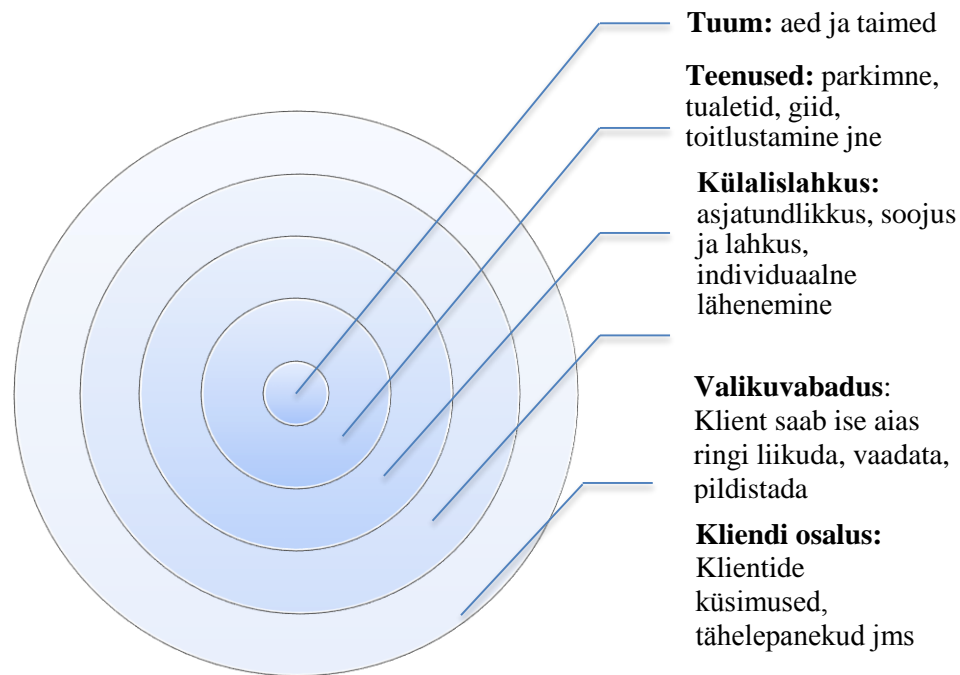 Tuum: aed ja taimed
Teenused: parkimne,
tualetid, giid,
toitlustamine jne
Külalislahkus:
asjatundlikkus, soojus
ja lahkus,
individuaalne
lähenemine
Valikuvabadus:
Klient saab ise aias
ringi liikuda, vaadata,
pildistada
Kliendi osalus:
Klientide
küsimused,
tähelepanekud jms